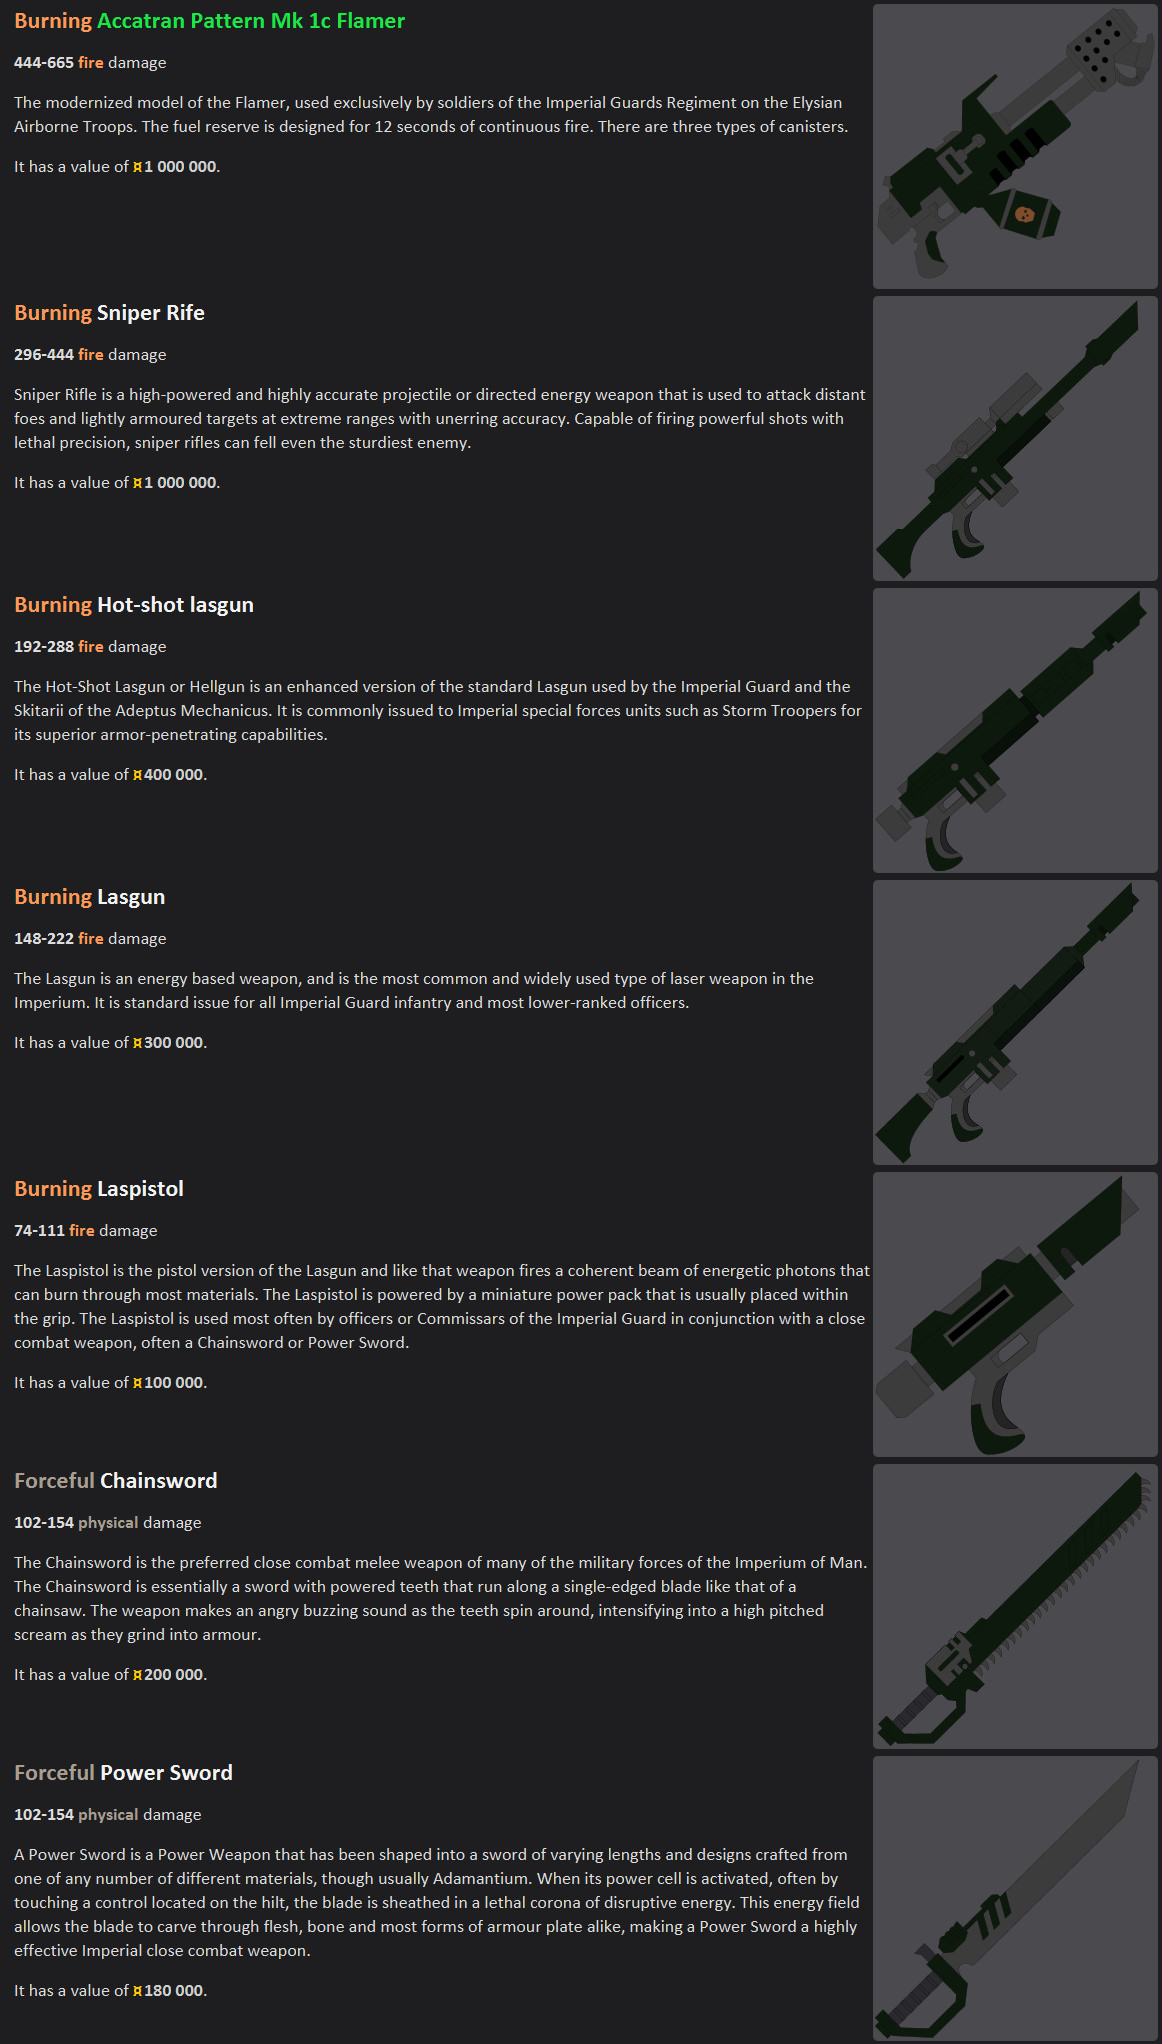 Burning Accatran Pattern Mk 1c Flamer
444-665 fire damage
The modernized model of the Flamer, used exclusively by soldiers of the Imperial Guards Regiment on the Elysian
Airborne Troops. The fuel reserve is designed for 12 seconds of continuous fire. There are three types of canisters.
It has a value of ¤1 000 000.
Burning Sniper Rife
296-444 fire damage
Sniper Rifle is a high-powered and highly accurate projectile or directed energy weapon that is used to attack distant
foes and lightly armoured targets at extreme ranges with unerring accuracy. Capable of firing powerful shots with
lethal precision, sniper rifles can fell even the sturdiest enemy.
It has a value of ¤1 000 000.
Burning Hot-shot lasgun
192-288 fire damage
The Hot-Shot Lasgun or Hellgun is an enhanced version of the standard Lasgun used by the Imperial Guard and the
Skitarii of the Adeptus Mechanicus. It is commonly issued to Imperial special forces units such as Storm Troopers for
its superior armor-penetrating capabilities.
It has a value of ¤400 000.
Burning Lasgun
148-222 fire damage
The Lasgun is an energy based weapon, and is the most common and widely used type of laser weapon in the
Imperium. It is standard issue for all Imperial Guard infantry and most lower-ranked officers.
It has a value of ¤300 000.
Burning Laspistol
74-111 fire damage
The Laspistol is the pistol version of the Lasgun and like that weapon fires a coherent beam of energetic photons that
can burn through most materials. The Laspistol is powered by a miniature power pack that is usually placed within
the grip. The Laspistol is used most often by officers or Commissars of the Imperial Guard in conjunction with a close
combat weapon, often a Chainsword or Power Sword.
It has a value of ¤100 000.
Forceful Chainsword
102-154 physical damage
The Chainsword is the preferred close combat melee weapon of many of the military forces of the Imperium of Man.
The Chainsword is essentially a sword with powered teeth that run along a single-edged blade like that of a
chainsaw. The weapon makes an angry buzzing sound as the teeth spin around, intensifying into a high pitched
scream as they grind into armour.
It has a value of ¤200 000.
Forceful Power Sword
102-154 physical damage
A Power Sword is a Power Weapon that has been shaped into a sword of varying lengths and designs crafted from
one of any number of different materials, though usually Adamantium. When its power cell is activated, often by
touching a control located on the hilt, the blade is sheathed in a lethal corona of disruptive energy. This energy field
allows the blade to carve through flesh, bone and most forms of armour plate alike, making a Power Sword a highly
effective Imperial close combat weapon.
It has a value of ¤180 000.